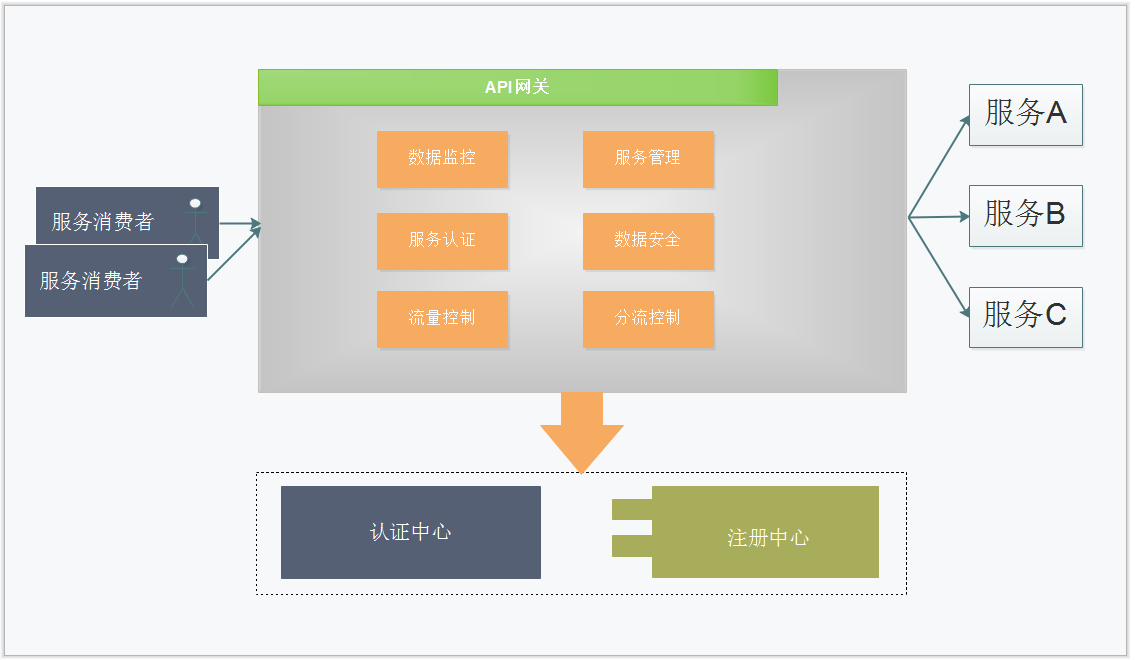 API网关
数据监控
服务管理
服务认证
数据安全
流量控制
分流控制
服务消费者
服务消费者
服务A
服务B
服务C
认证中心
注册中心